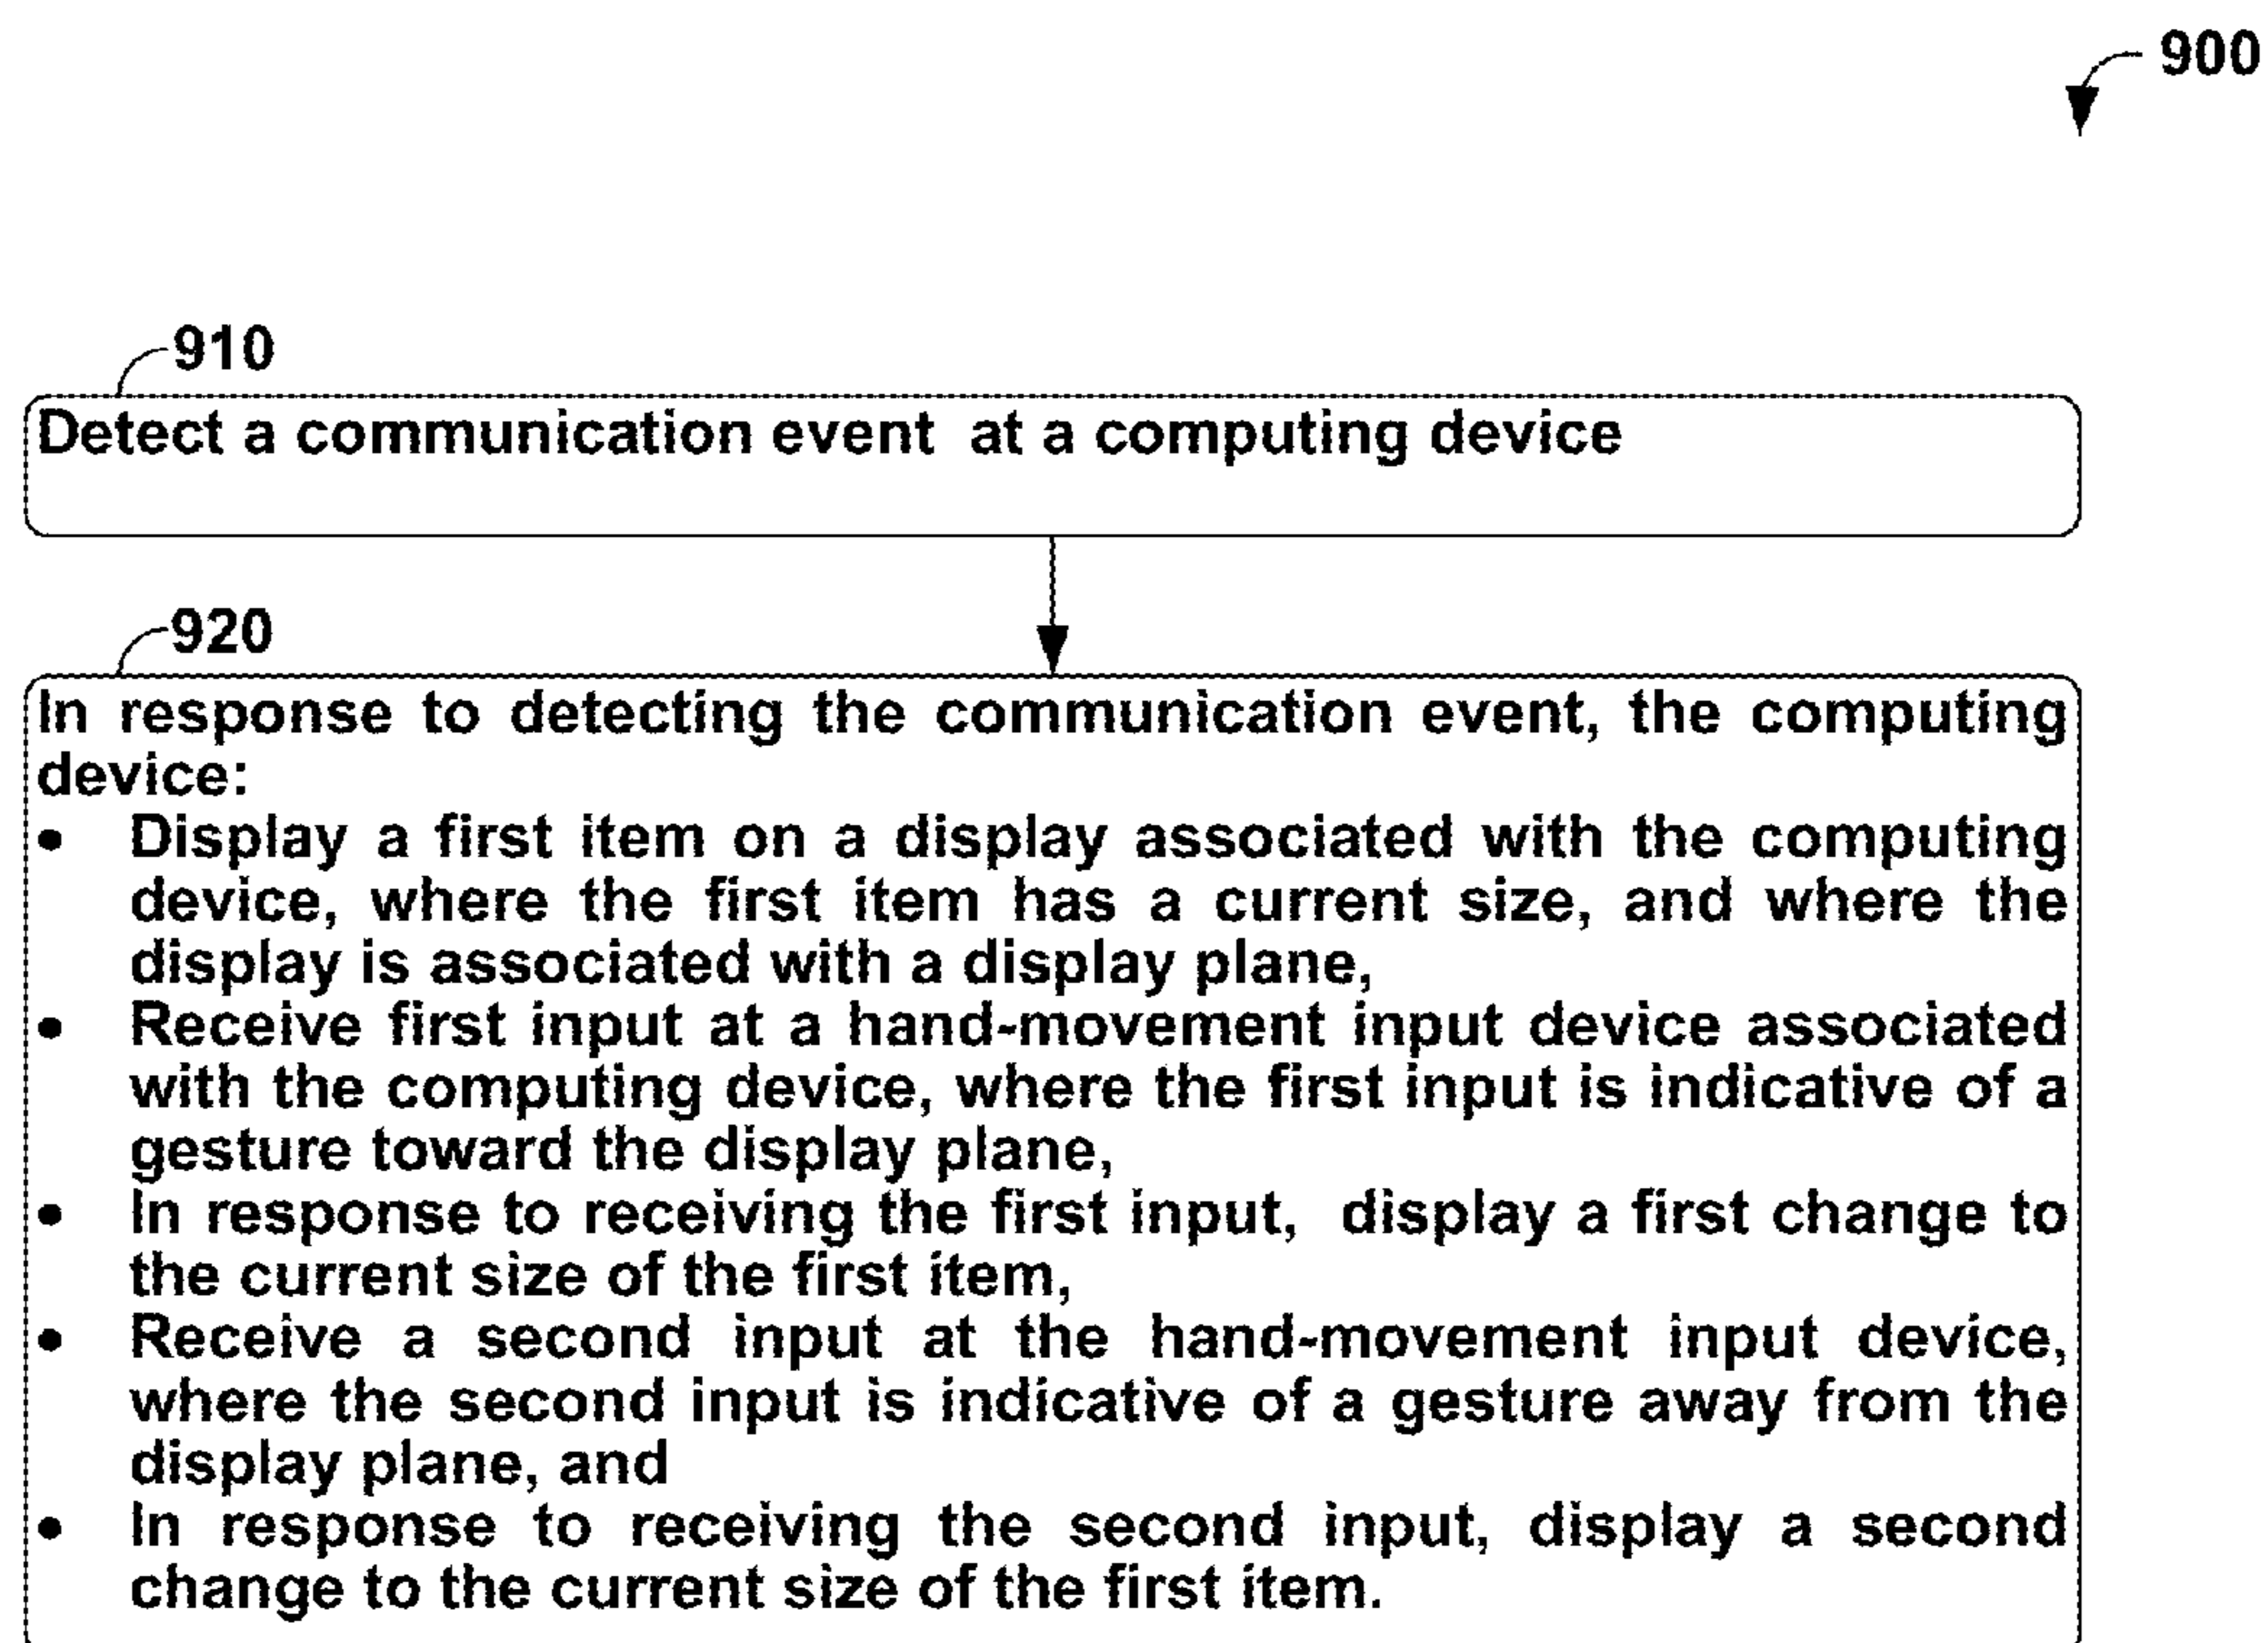 900
910
Detect a communication event at a computing device
920
In response to detecting the communication event, the computing
device:
• Display a first item on a display associated with the computing
device, where the first item has a current size, and where the
display is associated with a display plane,
• Receive first input at a hand-movement input device associated
with the computing device, where the first input is indicative of a
gesture toward the display plane,
• In response to receiving the first input, display a first change to
the current size of the first item,
• Receive a second input at the hand-movement input device,
where the second input is indicative of a gesture away from the
display plane, and
• In response to receiving the second input, display a second
change to the current size of the first item.